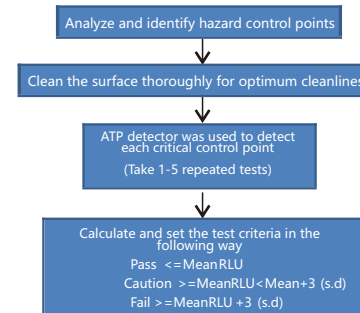 Analyze and identify hazard control points
Clean the surface thoroughly for optimum cleanlines
ATP detector was used to detect
each critical control point
(Take 1-5 repeated tests)
Calculate and set the test criteria in the
following way
Pass <=MeanRLU
Caution >=MeanRLU<Mean+3 (s.d)
Fail >=MeanRLU +3 (s.d)